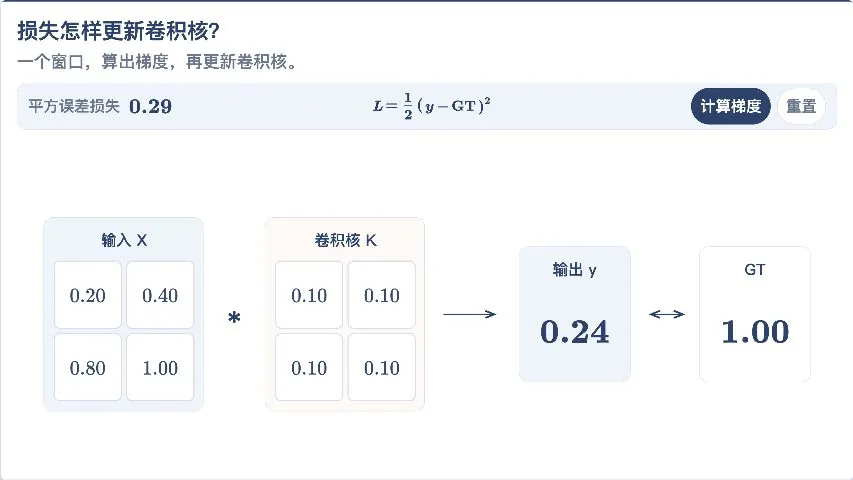 损失怎样更新卷积核?
一个窗口，算出梯度，再更新卷积核。
平方误差损失 0.29 L = 1/2 (y − GT)² 计算梯度 重置
输入 X
0.20 0.40
0.80 1.00
*
卷积核 K
0.10 0.10
0.10 0.10
输出 y
0.24
GT
1.00